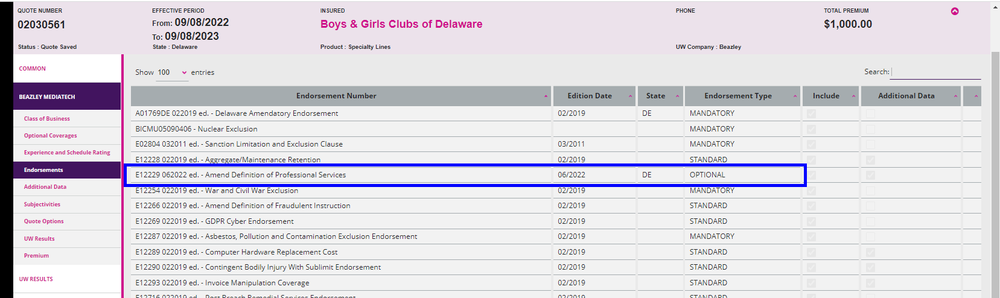 QUOTE NUMBER EFFECTIVE PERIOD INSURED PHONE TOTAL PREMIUM
02030561 From: 09/08/2022 Boys & Girls Clubs of Delaware $1,000.00
To: 09/08/2023
Status : Quote Saved State : Delaware Product : Specialty Lines UW Company : Beazley
COMMON
BEAZLEY MEDIATECH
Class of Business
Optional Coverages
Experience and Schedule Rating
Endorsements
Additional Data
Subjectivities
Quote Options
UW Results
Premium
UW RESULTS
Show 100 entries Search:
Endorsement Number Edition Date State Endorsement Type Include Additional Data
A01769DE 022019 ed. - Delaware Amendatory Endorsement 02/2019 DE MANDATORY
BICMU05090406 - Nuclear Exclusion MANDATORY
E02804 032011 ed. - Sanction Limitation and Exclusion Clause 03/2011 MANDATORY
E12228 022019 ed. - Aggregate/Maintenance Retention 02/2019 STANDARD
E12229 062022 ed. - Amend Definition of Professional Services 06/2022 DE OPTIONAL
E12254 022019 ed. - War and Civil War Exclusion 02/2019 MANDATORY
E12266 022019 ed. - Amend Definition of Fraudulent Instruction 02/2019 STANDARD
E12269 022019 ed. - GDPR Cyber Endorsement 02/2019 STANDARD
E12287 022019 ed. - Asbestos, Pollution and Contamination Exclusion Endorsement 02/2019 MANDATORY
E12289 022019 ed. - Computer Hardware Replacement Cost 02/2019 STANDARD
E12290 022019 ed. - Contingent Bodily Injury With Sublimit Endorsement 02/2019 STANDARD
E12293 022019 ed. - Invoice Manipulation Coverage 02/2019 STANDARD
E12716 022019 ed. - Post Breach Remedial Services Endorsement 02/2019 STANDARD